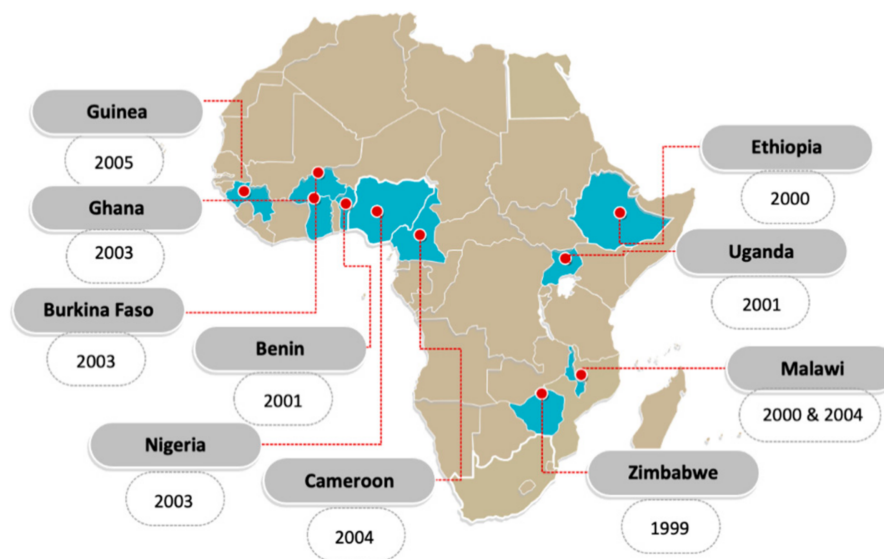 Guinea
2005
Ghana
2003
Burkina Faso
2003
Benin
2001
Nigeria
2003
Cameroon
2004
Ethiopia
2000
Uganda
2001
Malawi
2000 & 2004
Zimbabwe
1999